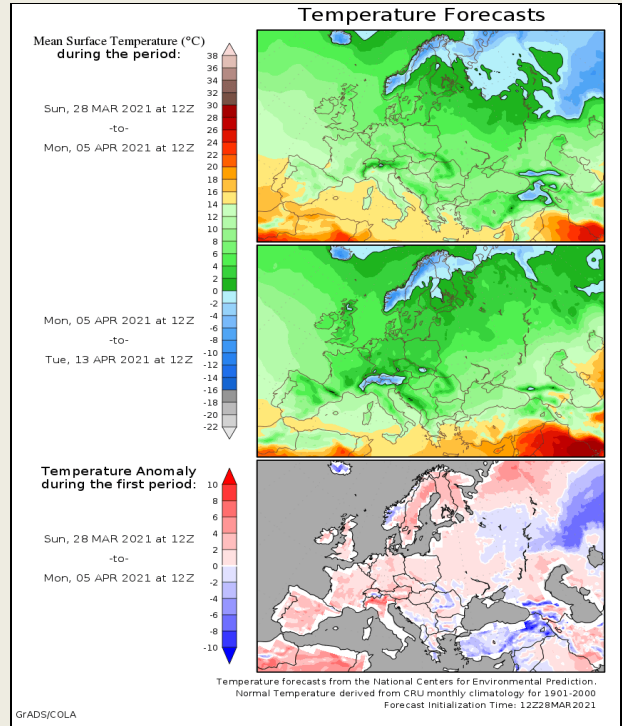 Temperature Forecasts
Mean Surface Temperature (°C)
during the period:
38
36
34
32
30
28
26
24
22
20
18
16
14
12
10
8
6
4
2
0
-2
-4
-6
-8
-10
-12
-14
-16
-18
-20
-22
Sun, 28 MAR 2021 at 12Z
-to-
Mon, 05 APR 2021 at 12Z
Mon, 05 APR 2021 at 12Z
-to-
Tue, 13 APR 2021 at 12Z
Temperature Anomaly
during the first period:
10
8
6
4
2
0
-2
-4
-6
-8
-10
Sun, 28 MAR 2021 at 12Z
-to-
Mon, 05 APR 2021 at 12Z
Temperature forecasts from the National Centers for Environmental Prediction.
Normal Temperature derived from CRU monthly climatology for 1901-2000
Forecast Initialization Time: 12Z28MAR2021
GrADS/COLA